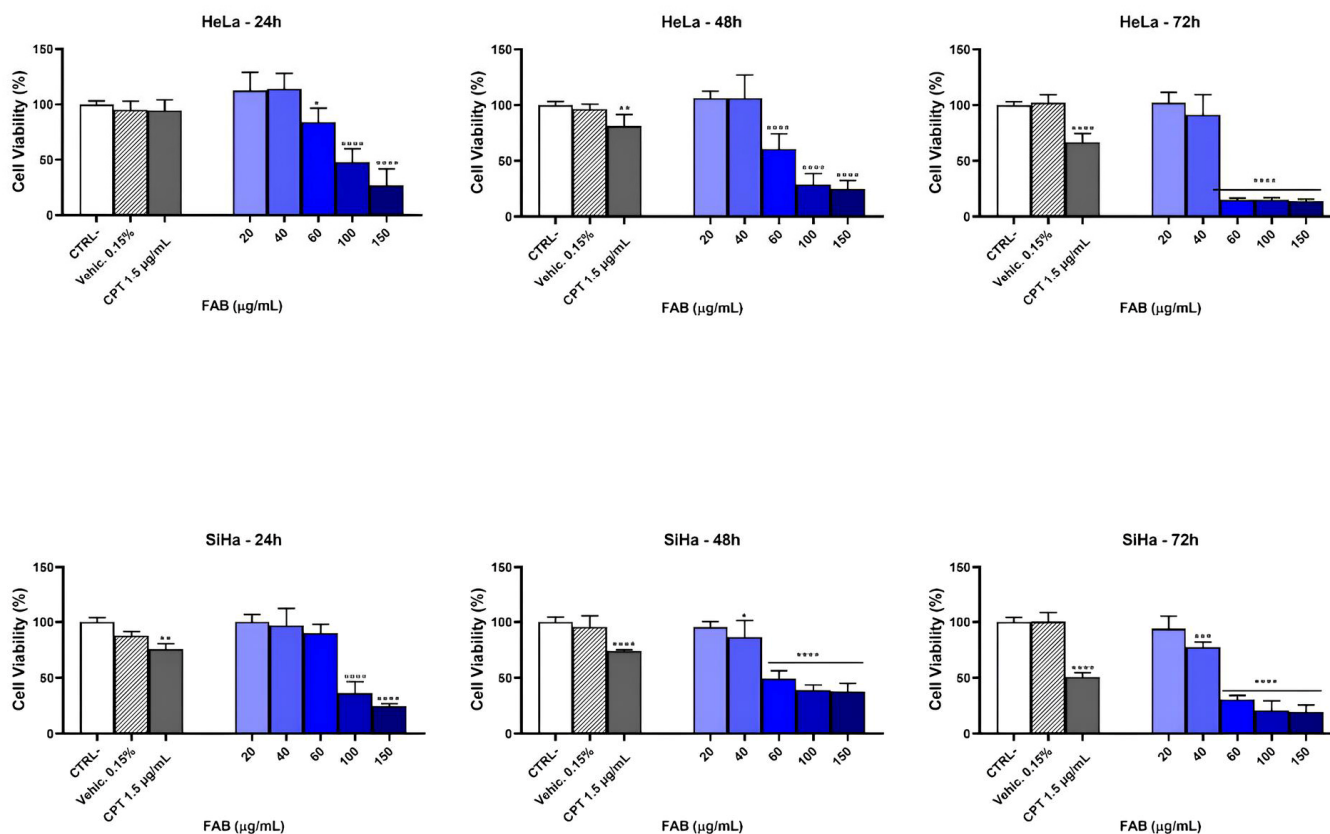 HeLa - 24h
150
100
50
0
Cell Viability (%)
*
****
****
CTRL-
Vehic. 0.15%
CPT 1.5 µg/mL
20
40
60
100
150
FAB (µg/mL)
HeLa - 48h
150
100
50
0
Cell Viability (%)
**
****
****
****
CTRL-
Vehic. 0.15%
CPT 1.5 µg/mL
20
40
60
100
150
FAB (µg/mL)
HeLa - 72h
150
100
50
0
Cell Viability (%)
****
****
CTRL-
Vehic. 0.15%
CPT 1.5 µg/mL
20
40
60
100
150
FAB (µg/mL)
SiHa - 24h
150
100
50
0
Cell Viability (%)
**
****
****
CTRL-
Vehic. 0.15%
CPT 1.5 µg/mL
20
40
60
100
150
FAB (µg/mL)
SiHa - 48h
150
100
50
0
Cell Viability (%)
****
*
****
CTRL-
Vehic. 0.15%
CPT 1.5 µg/mL
20
40
60
100
150
FAB (µg/mL)
SiHa - 72h
150
100
50
0
Cell Viability (%)
****
***
****
CTRL-
Vehic. 0.15%
CPT 1.5 µg/mL
20
40
60
100
150
FAB (µg/mL)